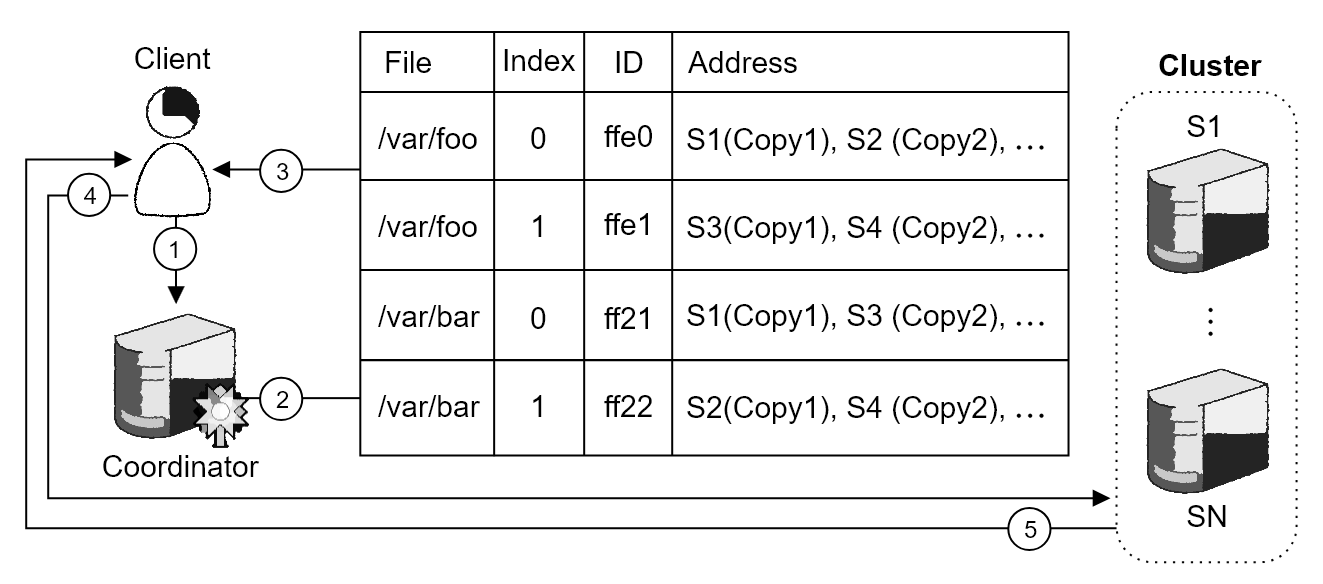 Client
File Index ID Address
Cluster
/var/foo 0 ffe0 S1(Copy1), S2 (Copy2), ...
S1
3
4
/var/foo 1 ffe1 S3(Copy1), S4 (Copy2), ...
1
/var/bar 0 ff21 S1(Copy1), S3 (Copy2), ...
⋮
2
/var/bar 1 ff22 S2(Copy1), S4 (Copy2), ...
Coordinator
SN
5